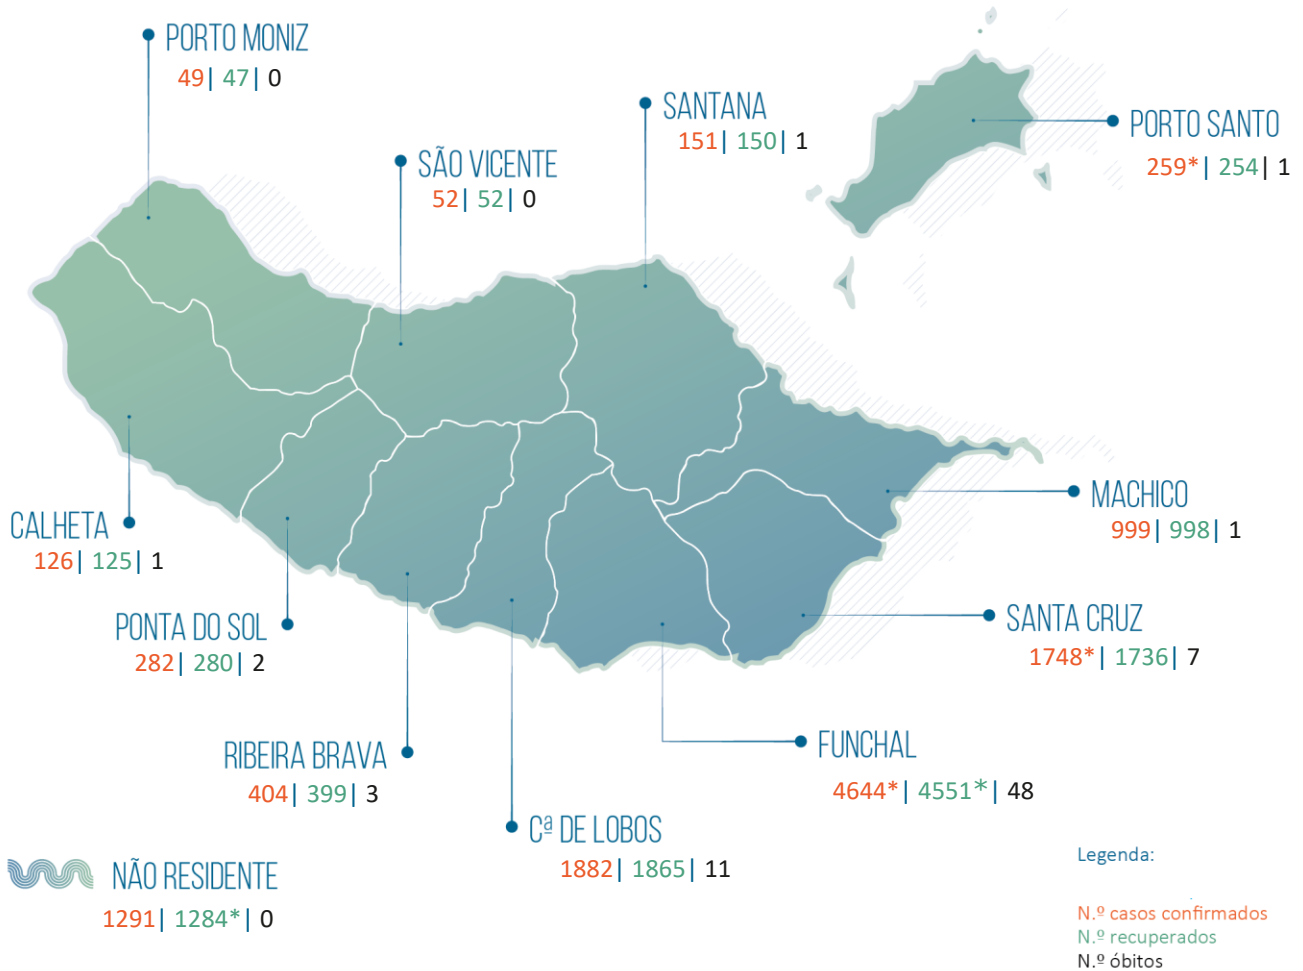 PORTO MONIZ
49| 47| 0
SANTANA
151| 150| 1
PORTO SANTO
259*| 254| 1
SÃO VICENTE
52| 52| 0
MACHICO
999| 998| 1
CALHETA
126| 125| 1
SANTA CRUZ
1748*| 1736| 7
PONTA DO SOL
282| 280| 2
FUNCHAL
4644*| 4551*| 48
RIBEIRA BRAVA
404| 399| 3
Cª DE LOBOS
1882| 1865| 11
NÃO RESIDENTE
1291| 1284*| 0
Legenda:
N.º casos confirmados
N.º recuperados
N.º óbitos